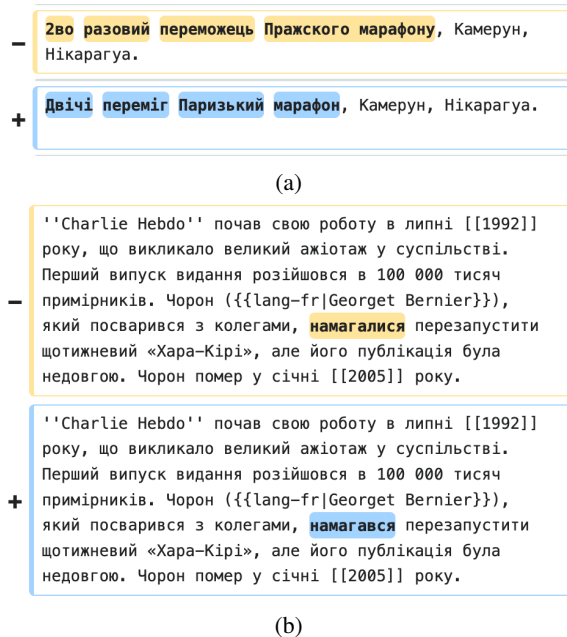 − 2во разовий переможець Пражского марафону, Камерун,
Нікарагуа.
+ Двічі переміг Паризький марафон, Камерун, Нікарагуа.
(a)
''Charlie Hebdo'' почав свою роботу в липні [[1992]]
року, що викликало великий ажіотаж у суспільстві.
Перший випуск видання розійшовся в 100 000 тисяч
− примірників. Чорон ({{lang-fr|Georget Bernier}}),
який посварився з колегами, намагалися перезапустити
щотижневий «Хара-Кірі», але його публікація була
недовгою. Чорон помер у січні [[2005]] року.
''Charlie Hebdo'' почав свою роботу в липні [[1992]]
року, що викликало великий ажіотаж у суспільстві.
Перший випуск видання розійшовся в 100 000 тисяч
+ примірників. Чорон ({{lang-fr|Georget Bernier}}),
який посварився з колегами, намагався перезапустити
щотижневий «Хара-Кірі», але його публікація була
недовгою. Чорон помер у січні [[2005]] року.
(b)